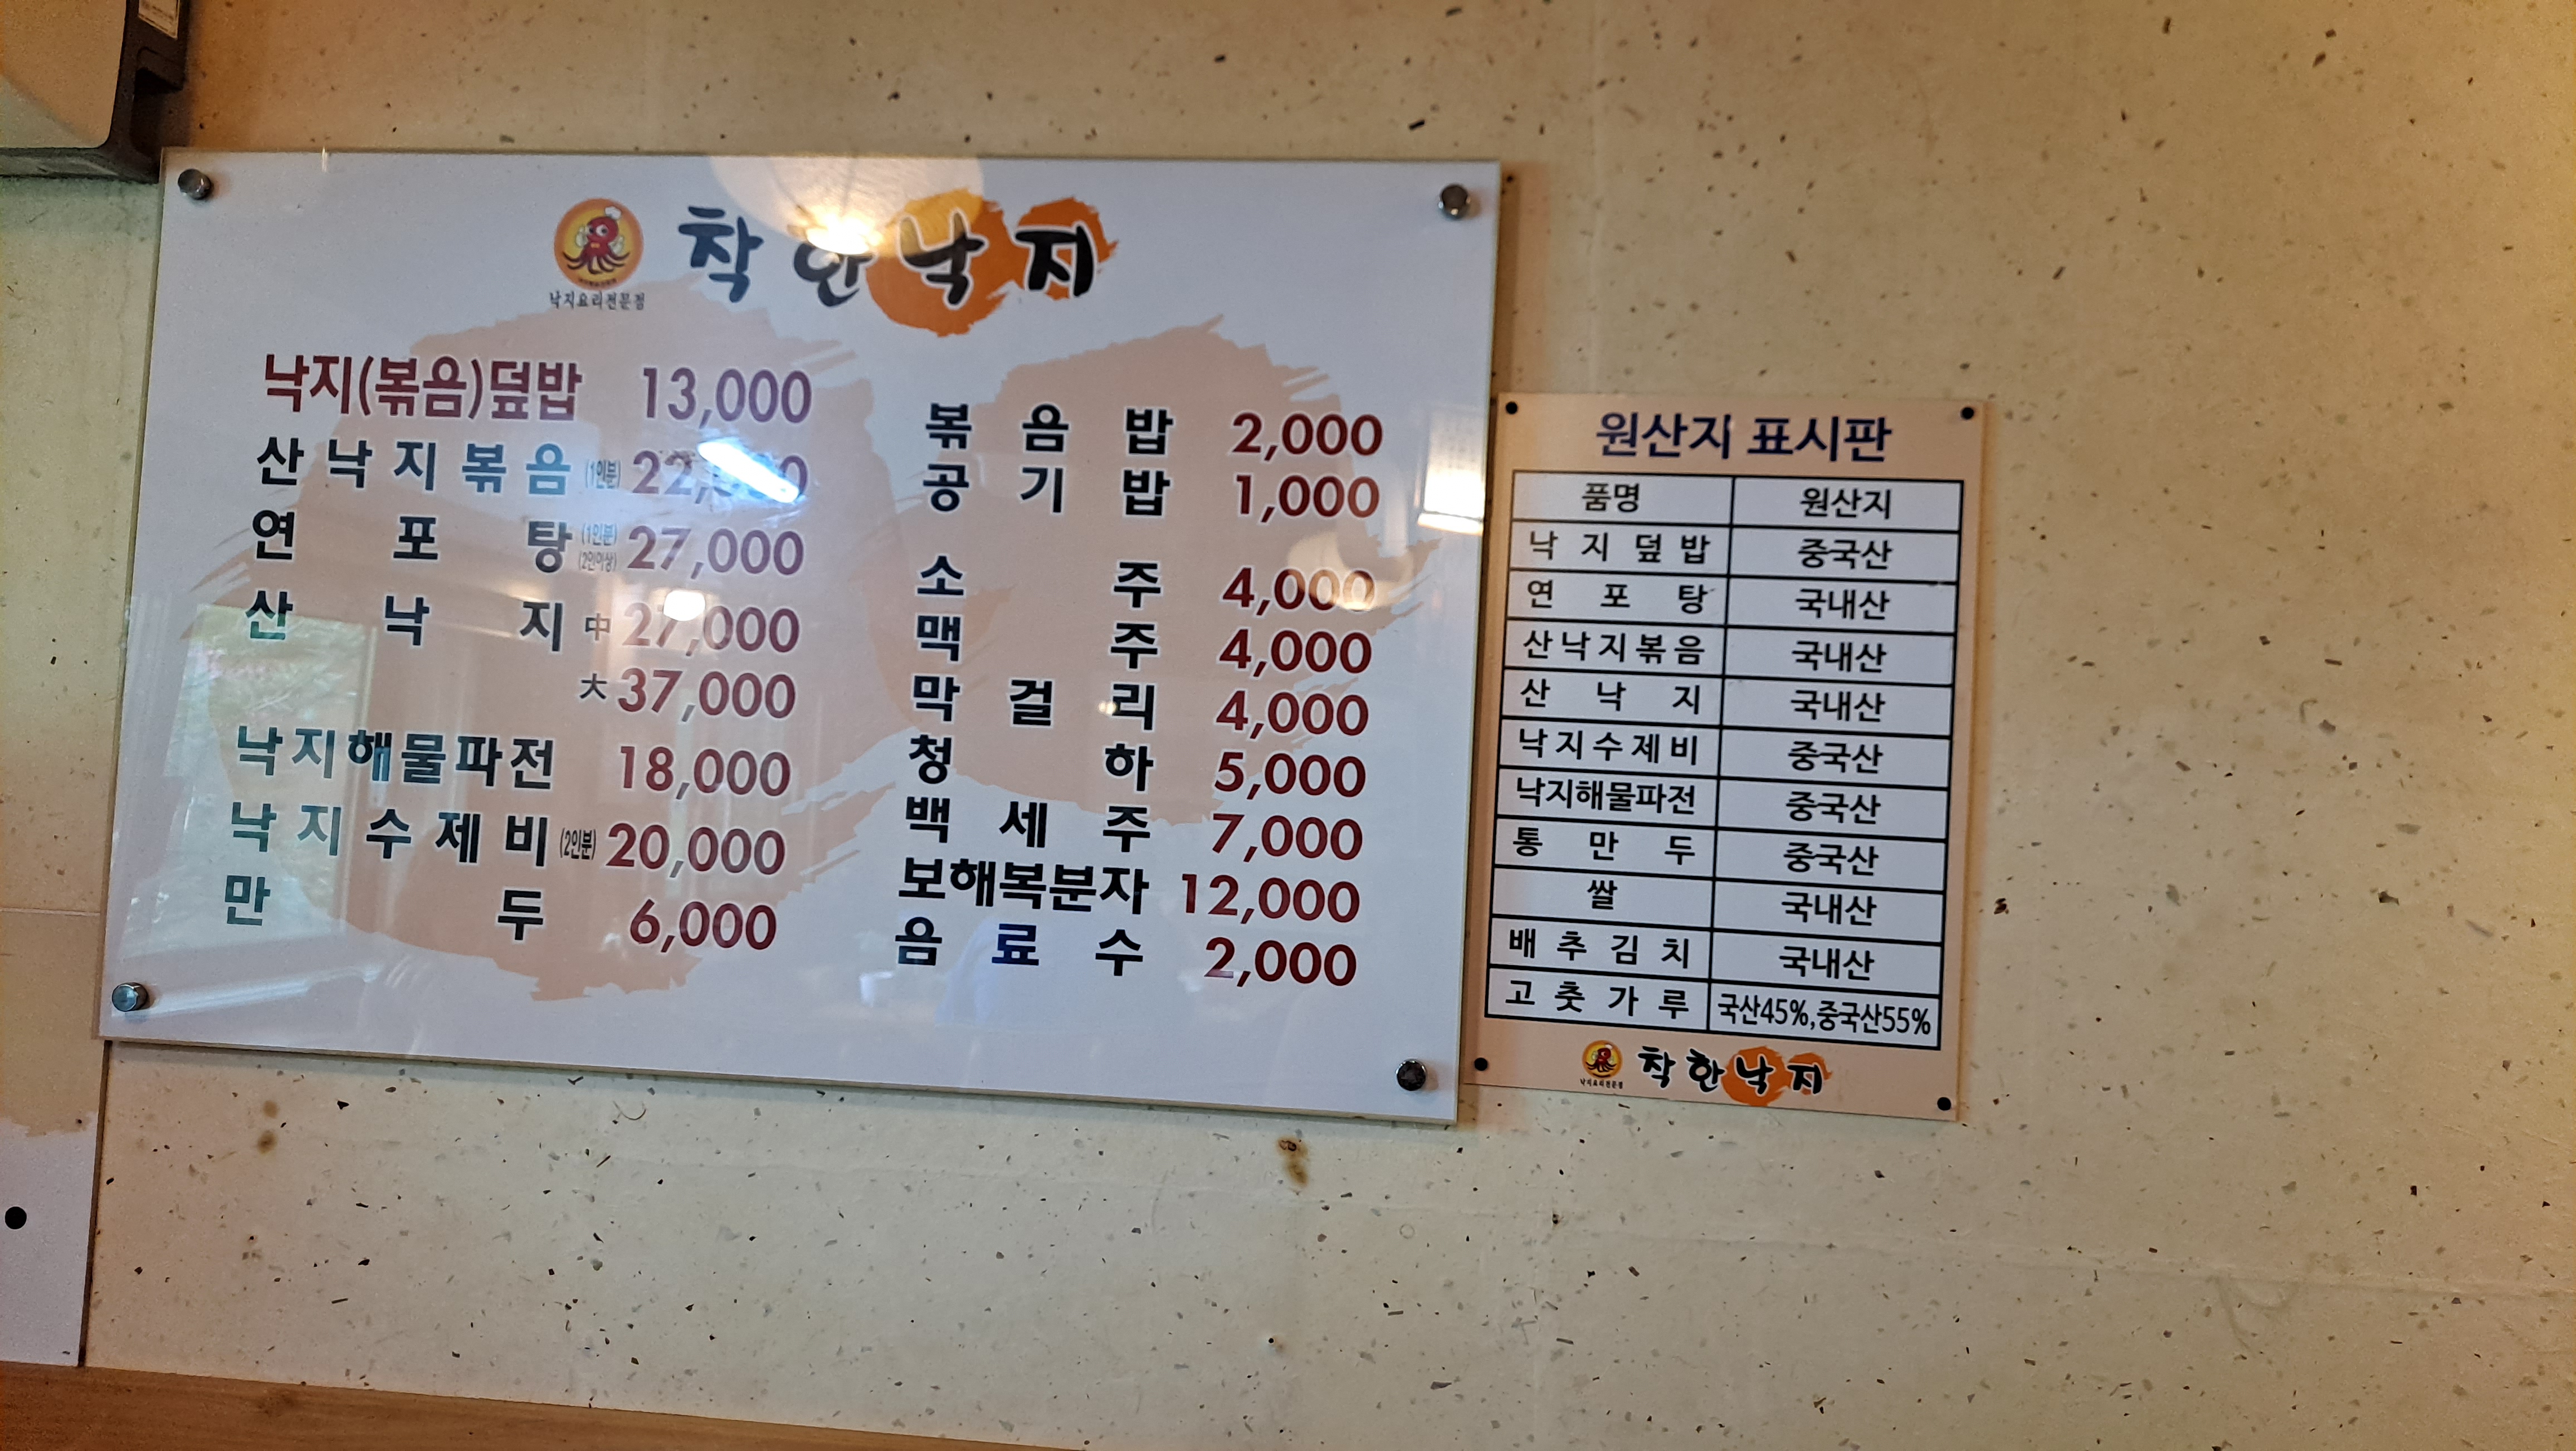 낙지요리전문점
착한낙지
낙지(볶음)덮밥 13,000
산낙지볶음 (1인분)
연포탕 (1인분) (2인이상) 27,000
산낙지 中 27,000
大 37,000
낙지해물파전 18,000
낙지수제비 (2인분) 20,000
만두 6,000
볶음밥 2,000
공기밥 1,000
소주 4,000
맥주 4,000
막걸리 4,000
청하 5,000
백세주 7,000
보해복분자 12,000
음료수 2,000
원산지 표시판
품명 원산지
낙지덮밥 중국산
연포탕 국내산
산낙지볶음 국내산
산낙지 국내산
낙지수제비 중국산
낙지해물파전 중국산
통만두 중국산
쌀 국내산
배추김치 국내산
고춧가루 국산45%,중국산55%
낙지요리전문점
착한낙지